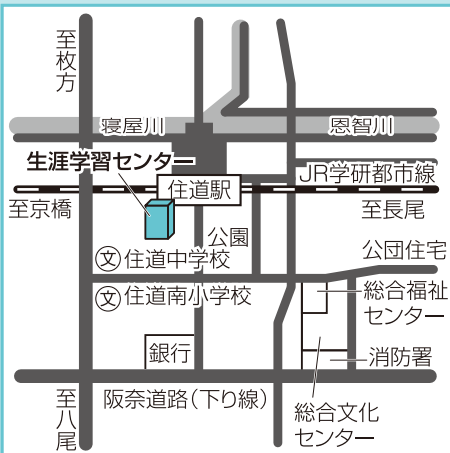 至枚方
寝屋川
恩智川
生涯学習センター
JR学研都市線
住道駅
至京橋
至長尾
公園
公団住宅
文 住道中学校
文 住道南小学校
総合福祉
センター
銀行
消防署
至八尾
阪奈道路(下り線)
総合文化
センター